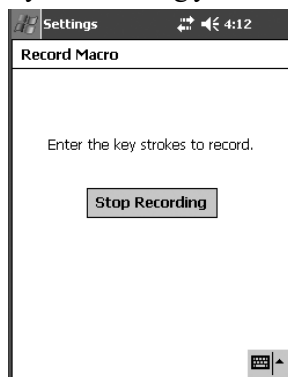 Settings 4:12
Record Macro
Enter the key strokes to record.
Stop Recording